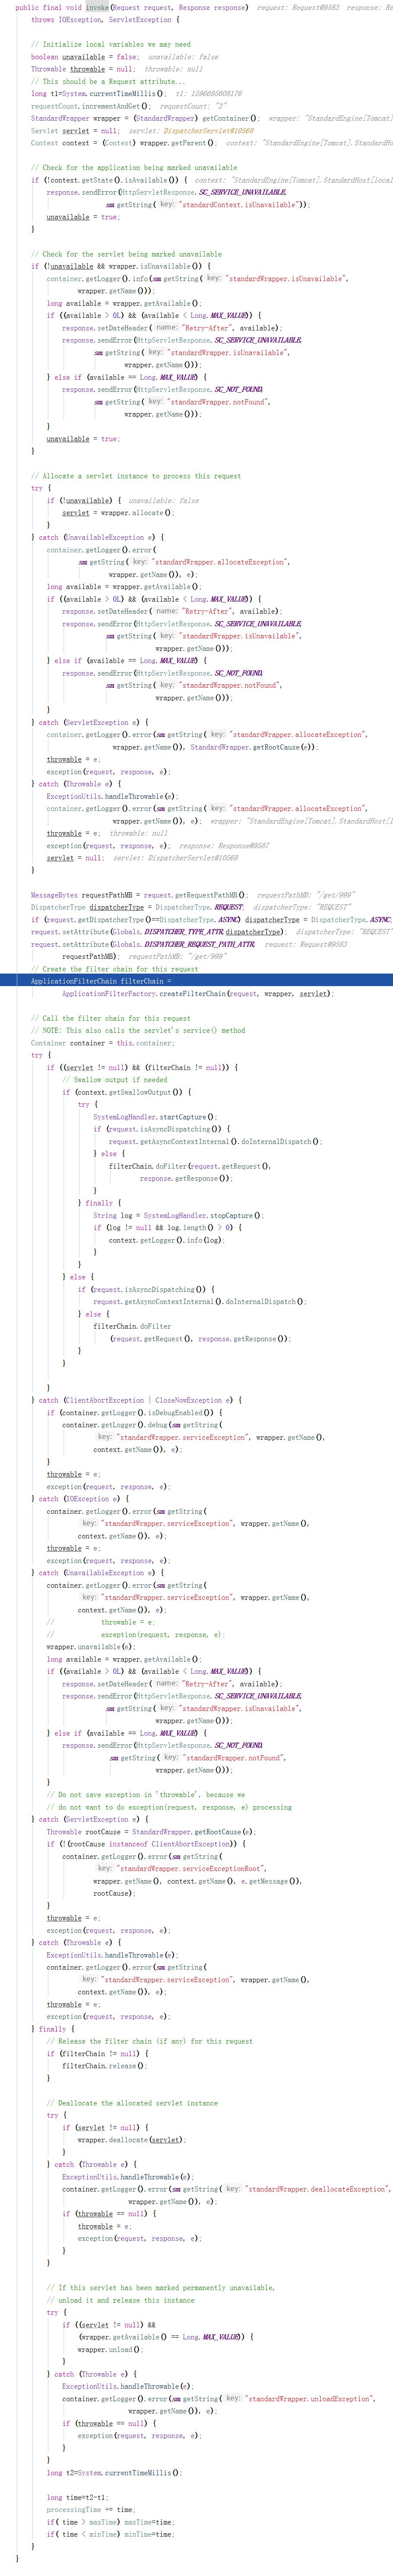 public final void invoke(Request request, Response response)  request: Request@9583  response: Re
throws IOException, ServletException {
// Initialize local variables we may need
boolean unavailable = false;  unavailable: false
Throwable throwable = null;  throwable: null
// This should be a Request attribute...
long t1=System.currentTimeMillis();  t1: 1596695609176
requestCount.incrementAndGet();  requestCount: "3"
StandardWrapper wrapper = (StandardWrapper) getContainer();  wrapper: "StandardEngine[Tomcat]
Servlet servlet = null;  servlet: DispatcherServlet@10568
Context context = (Context) wrapper.getParent();  context: "StandardEngine[Tomcat].StandardHo
// Check for the application being marked unavailable
if (!context.getState().isAvailable()) {  context: "StandardEngine[Tomcat].StandardHost[local
response.sendError(HttpServletResponse.SC_SERVICE_UNAVAILABLE,
sm.getString( key: "standardContext.isUnavailable"));
unavailable = true;
}
// Check for the servlet being marked unavailable
if (!unavailable && wrapper.isUnavailable()) {
container.getLogger().info(sm.getString( key: "standardWrapper.isUnavailable",
wrapper.getName()));
long available = wrapper.getAvailable();
if ((available > 0L) && (available < Long.MAX_VALUE)) {
response.setDateHeader( name: "Retry-After", available);
response.sendError(HttpServletResponse.SC_SERVICE_UNAVAILABLE,
sm.getString( key: "standardWrapper.isUnavailable",
wrapper.getName()));
} else if (available == Long.MAX_VALUE) {
response.sendError(HttpServletResponse.SC_NOT_FOUND,
sm.getString( key: "standardWrapper.notFound",
wrapper.getName()));
}
unavailable = true;
}
// Allocate a servlet instance to process this request
try {
if (!unavailable) {  unavailable: false
servlet = wrapper.allocate();
}
} catch (UnavailableException e) {
container.getLogger().error(
sm.getString( key: "standardWrapper.allocateException",
wrapper.getName()), e);
long available = wrapper.getAvailable();
if ((available > 0L) && (available < Long.MAX_VALUE)) {
response.setDateHeader( name: "Retry-After", available);
response.sendError(HttpServletResponse.SC_SERVICE_UNAVAILABLE,
sm.getString( key: "standardWrapper.isUnavailable",
wrapper.getName()));
} else if (available == Long.MAX_VALUE) {
response.sendError(HttpServletResponse.SC_NOT_FOUND,
sm.getString( key: "standardWrapper.notFound",
wrapper.getName()));
}
} catch (ServletException e) {
container.getLogger().error(sm.getString( key: "standardWrapper.allocateException",
wrapper.getName()), StandardWrapper.getRootCause(e));
throwable = e;
exception(request, response, e);
} catch (Throwable e) {
ExceptionUtils.handleThrowable(e);
container.getLogger().error(sm.getString( key: "standardWrapper.allocateException",
wrapper.getName()), e);  wrapper: "StandardEngine[Tomcat].StandardHost[l
throwable = e;  throwable: null
exception(request, response, e);  response: Response@9587
servlet = null;  servlet: DispatcherServlet@10568
}
MessageBytes requestPathMB = request.getRequestPathMB();  requestPathMB: "/get/999"
DispatcherType dispatcherType = DispatcherType.REQUEST;  dispatcherType: "REQUEST"
if (request.getDispatcherType()==DispatcherType.ASYNC) dispatcherType = DispatcherType.ASYNC;
request.setAttribute(Globals.DISPATCHER_TYPE_ATTR,dispatcherType);  dispatcherType: "REQUEST"
request.setAttribute(Globals.DISPATCHER_REQUEST_PATH_ATTR,  request: Request@9583
requestPathMB);  requestPathMB: "/get/999"
// Create the filter chain for this request
ApplicationFilterChain filterChain =
ApplicationFilterFactory.createFilterChain(request, wrapper, servlet);
// Call the filter chain for this request
// NOTE: This also calls the servlet's service() method
Container container = this.container;
try {
if ((servlet != null) && (filterChain != null)) {
// Swallow output if needed
if (context.getSwallowOutput()) {
try {
SystemLogHandler.startCapture();
if (request.isAsyncDispatching()) {
request.getAsyncContextInternal().doInternalDispatch();
} else {
filterChain.doFilter(request.getRequest(),
response.getResponse());
}
} finally {
String log = SystemLogHandler.stopCapture();
if (log != null && log.length() > 0) {
context.getLogger().info(log);
}
}
} else {
if (request.isAsyncDispatching()) {
request.getAsyncContextInternal().doInternalDispatch();
} else {
filterChain.doFilter
(request.getRequest(), response.getResponse());
}
}
}
} catch (ClientAbortException | CloseNowException e) {
if (container.getLogger().isDebugEnabled()) {
container.getLogger().debug(sm.getString(
key: "standardWrapper.serviceException", wrapper.getName(),
context.getName()), e);
}
throwable = e;
exception(request, response, e);
} catch (IOException e) {
container.getLogger().error(sm.getString(
key: "standardWrapper.serviceException", wrapper.getName(),
context.getName()), e);
throwable = e;
exception(request, response, e);
} catch (UnavailableException e) {
container.getLogger().error(sm.getString(
key: "standardWrapper.serviceException", wrapper.getName(),
context.getName()), e);
//            throwable = e;
//            exception(request, response, e);
wrapper.unavailable(e);
long available = wrapper.getAvailable();
if ((available > 0L) && (available < Long.MAX_VALUE)) {
response.setDateHeader( name: "Retry-After", available);
response.sendError(HttpServletResponse.SC_SERVICE_UNAVAILABLE,
sm.getString( key: "standardWrapper.isUnavailable",
wrapper.getName()));
} else if (available == Long.MAX_VALUE) {
response.sendError(HttpServletResponse.SC_NOT_FOUND,
sm.getString( key: "standardWrapper.notFound",
wrapper.getName()));
}
// Do not save exception in 'throwable', because we
// do not want to do exception(request, response, e) processing
} catch (ServletException e) {
Throwable rootCause = StandardWrapper.getRootCause(e);
if (!(rootCause instanceof ClientAbortException)) {
container.getLogger().error(sm.getString(
key: "standardWrapper.serviceExceptionRoot",
wrapper.getName(), context.getName(), e.getMessage()),
rootCause);
}
throwable = e;
exception(request, response, e);
} catch (Throwable e) {
ExceptionUtils.handleThrowable(e);
container.getLogger().error(sm.getString(
key: "standardWrapper.serviceException", wrapper.getName(),
context.getName()), e);
throwable = e;
exception(request, response, e);
} finally {
// Release the filter chain (if any) for this request
if (filterChain != null) {
filterChain.release();
}
// Deallocate the allocated servlet instance
try {
if (servlet != null) {
wrapper.deallocate(servlet);
}
} catch (Throwable e) {
ExceptionUtils.handleThrowable(e);
container.getLogger().error(sm.getString( key: "standardWrapper.deallocateException",
wrapper.getName()), e);
if (throwable == null) {
throwable = e;
exception(request, response, e);
}
}
// If this servlet has been marked permanently unavailable,
// unload it and release this instance
try {
if ((servlet != null) &&
(wrapper.getAvailable() == Long.MAX_VALUE)) {
wrapper.unload();
}
} catch (Throwable e) {
ExceptionUtils.handleThrowable(e);
container.getLogger().error(sm.getString( key: "standardWrapper.unloadException",
wrapper.getName()), e);
if (throwable == null) {
exception(request, response, e);
}
}
long t2=System.currentTimeMillis();
long time=t2-t1;
processingTime += time;
if( time > maxTime) maxTime=time;
if( time < minTime) minTime=time;
}
}